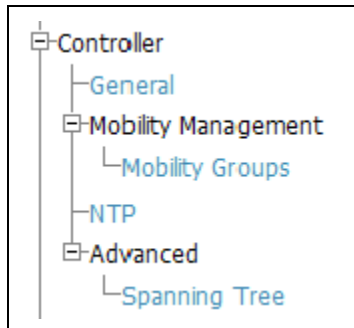 Controller
General
Mobility Management
Mobility Groups
NTP
Advanced
Spanning Tree